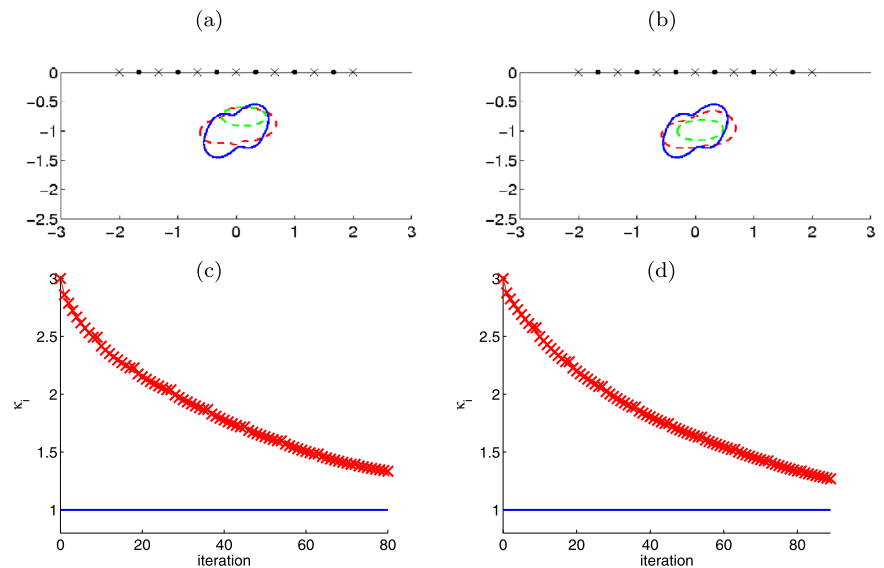 (a) (b)
0 0
−0.5 −0.5
−1 −1
−1.5 −1.5
−2 −2
−2.5 −2.5
−3 −2 −1 0 1 2 3 −3 −2 −1 0 1 2 3
(c) (d)
3 3
2.5 2.5
2 2
κi κi
1.5 1.5
1 1
0 20 40 60 80 0 20 40 60 80
iteration iteration